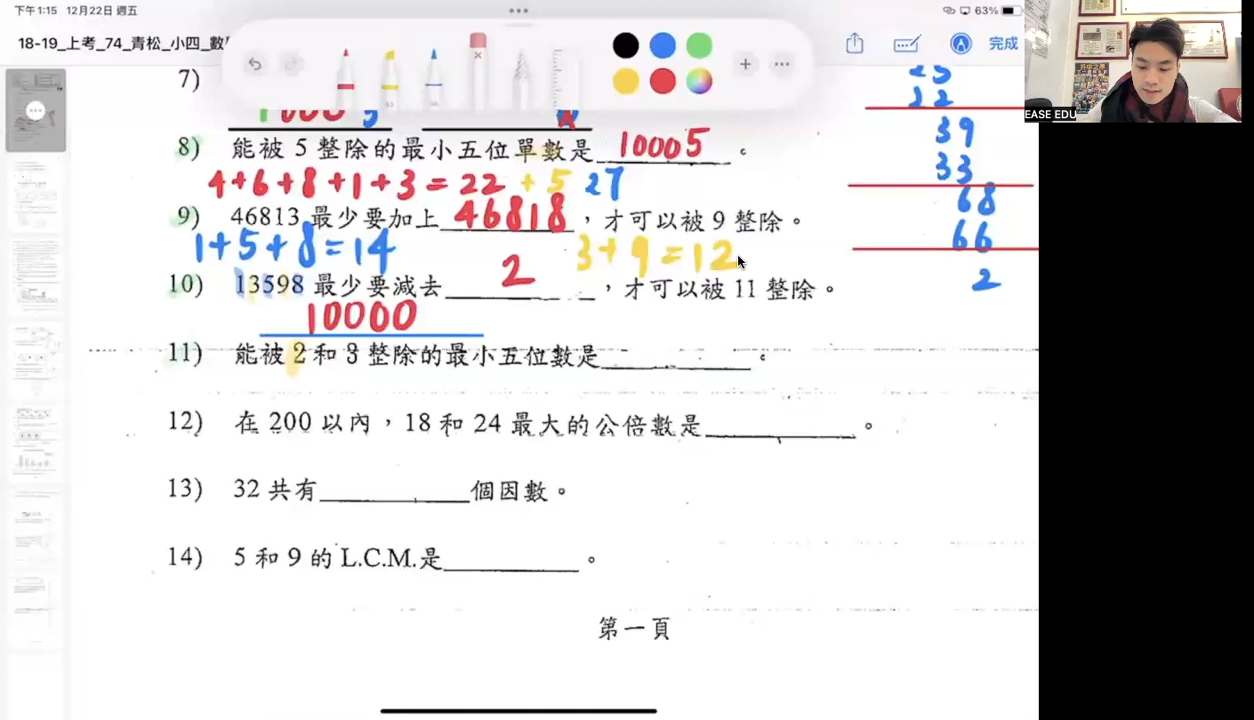 下午1:15 12月22日 週五
63%
18-19_上考_74_青松_小四_數
完成
EASE EDU
7)
10005
25
22
39
33
68
66
2
8) 能被 5 整除的最小五位單數是 10005 。
4+6+8+1+3=22+5 27
9) 46813 最少要加上 46818 ,才可以被 9 整除。
1+5+8=14 3+9=12
10) 13598 最少要減去 2 ,才可以被 11 整除。
10000
11) 能被 2 和 3 整除的最小五位數是 。
12) 在 200 以內,18 和 24 最大的公倍數是 。
13) 32 共有 個因數。
14) 5 和 9 的 L.C.M.是 。
第一頁